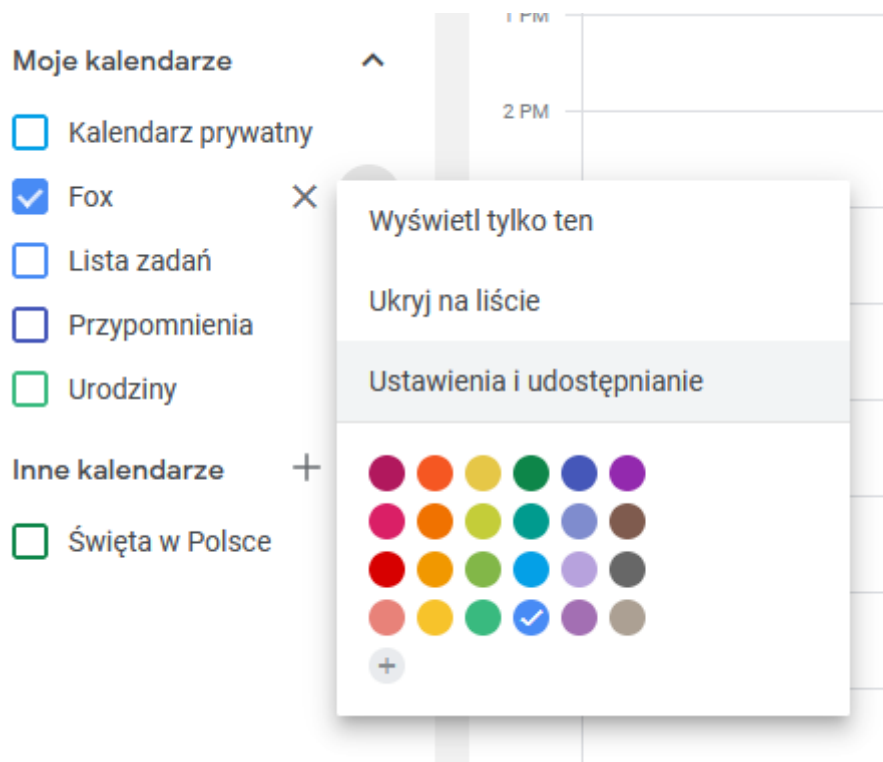 1 PM
Moje kalendarze
2 PM
Kalendarz prywatny
Fox
Wyświetl tylko ten
Lista zadań
Ukryj na liście
Przypomnienia
Ustawienia i udostępnianie
Urodziny
Inne kalendarze
Święta w Polsce